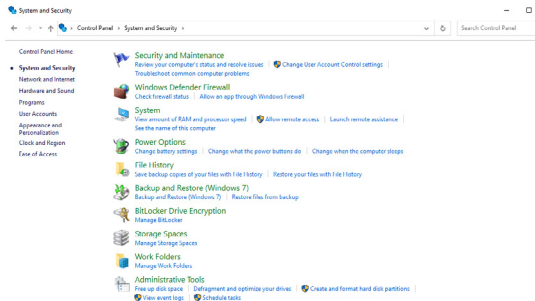 System and Security
Control Panel > System and Security >
Search Control Panel
Control Panel Home
System and Security
Network and Internet
Hardware and Sound
Programs
User Accounts
Appearance and
Personalization
Clock and Region
Ease of Access
Security and Maintenance
Review your computer's status and resolve issues | Change User Account Control settings |
Troubleshoot common computer problems
Windows Defender Firewall
Check firewall status | Allow an app through Windows Firewall
System
View amount of RAM and processor speed | Allow remote access | Launch remote assistance |
See the name of this computer
Power Options
Change battery settings | Change what the power buttons do | Change when the computer sleeps
File History
Save backup copies of your files with File History | Restore your files with File History
Backup and Restore (Windows 7)
Backup and Restore (Windows 7) | Restore files from backup
BitLocker Drive Encryption
Manage BitLocker
Storage Spaces
Manage Storage Spaces
Work Folders
Manage Work Folders
Administrative Tools
Free up disk space | Defragment and optimize your drives | Create and format hard disk partitions |
View event logs | Schedule tasks